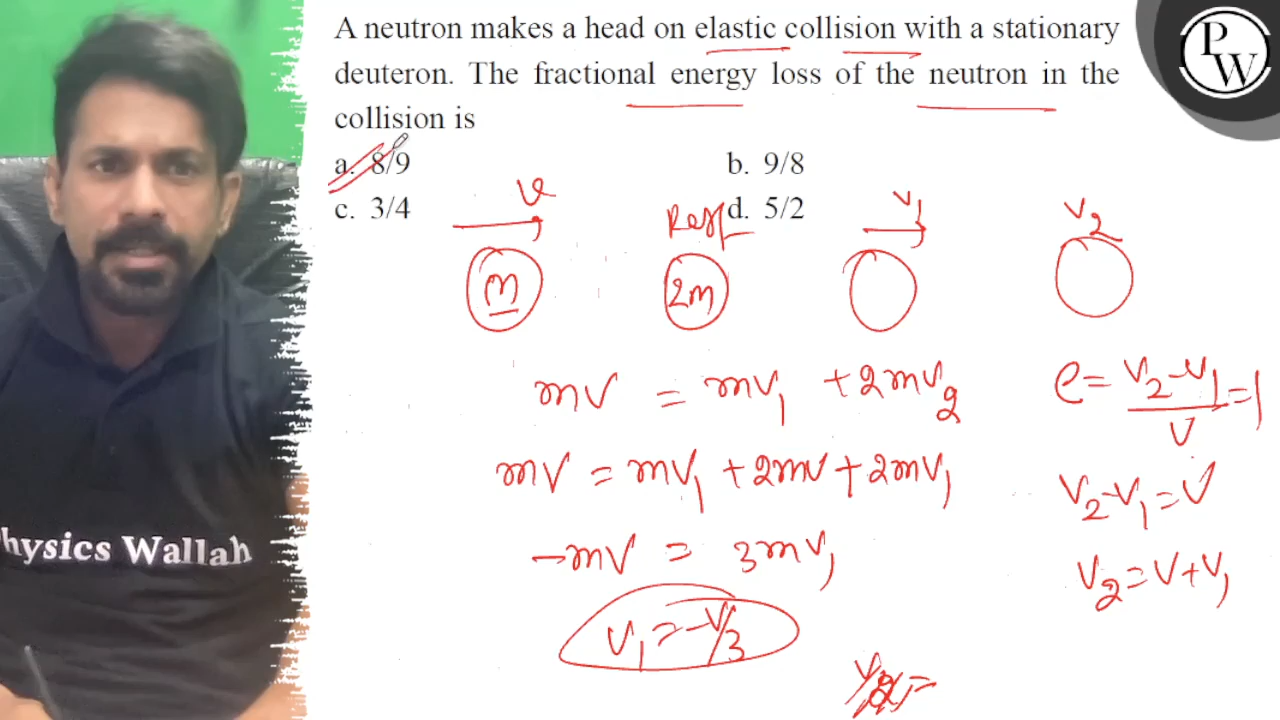 A neutron makes a head on elastic collision with a stationary
deuteron. The fractional energy loss of the neutron in the
collision is
a. 8/9
b. 9/8
c. 3/4
d. 5/2
PW
v
Rest
v1
v2
m
2m
mv = mv1 + 2mv2
e = v2-v1/v = 1
mv = mv1 + 2mv + 2mv1
v2-v1 = v
-mv = 3mv1
v2 = v+v1
v1 = -v/3
Physics Wallah